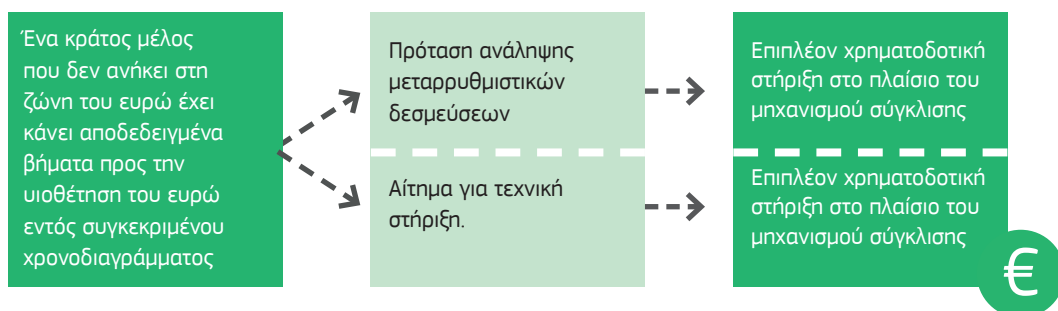 Ένα κράτος μέλος
που δεν ανήκει στη
ζώνη του ευρώ έχει
κάνει αποδεδειγμένα
βήματα προς την
υιοθέτηση του ευρώ
εντός συγκεκριμένου
χρονοδιαγράμματος
Πρόταση ανάληψης
μεταρρυθμιστικών
δεσμεύσεων
Αίτημα για τεχνική
στήριξη.
Επιπλέον χρηματοδοτική
στήριξη στο πλαίσιο του
μηχανισμού σύγκλισης
Επιπλέον χρηματοδοτική
στήριξη στο πλαίσιο του
μηχανισμού σύγκλισης
€